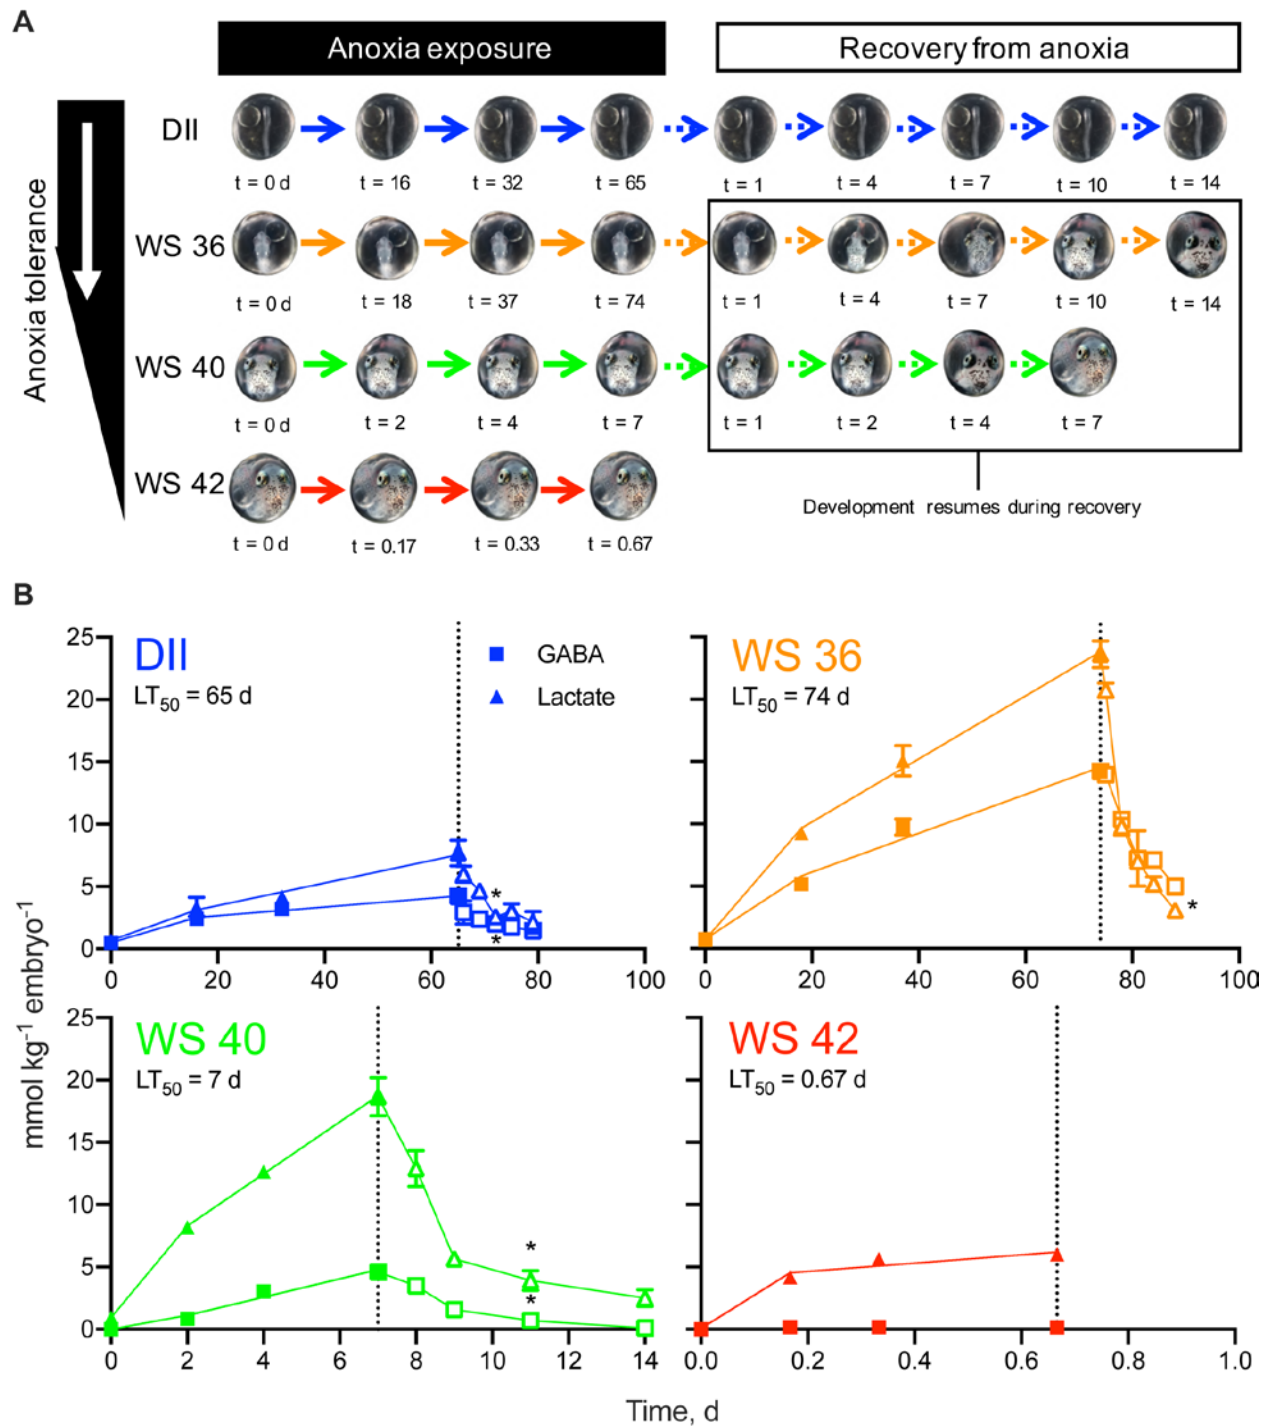 A
Anoxia exposure
Recovery from anoxia
Anoxia tolerance
DII
t = 0 d
t = 16
t = 32
t = 65
t = 1
t = 4
t = 7
t = 10
t = 14
WS 36
t = 0 d
t = 18
t = 37
t = 74
t = 1
t = 4
t = 7
t = 10
t = 14
WS 40
t = 0 d
t = 2
t = 4
t = 7
t = 1
t = 2
t = 4
t = 7
WS 42
t = 0 d
t = 0.17
t = 0.33
t = 0.67
Development resumes during recovery
B
mmol kg⁻¹ embryo⁻¹
DII
LT₅₀ = 65 d
GABA
Lactate
25
20
15
10
5
0
*
*
0 20 40 60 80 100
WS 36
LT₅₀ = 74 d
*
0 20 40 60 80 100
WS 40
LT₅₀ = 7 d
25
20
15
10
5
0
*
*
0 2 4 6 8 10 12 14
WS 42
LT₅₀ = 0.67 d
0.0 0.2 0.4 0.6 0.8 1.0
Time, d